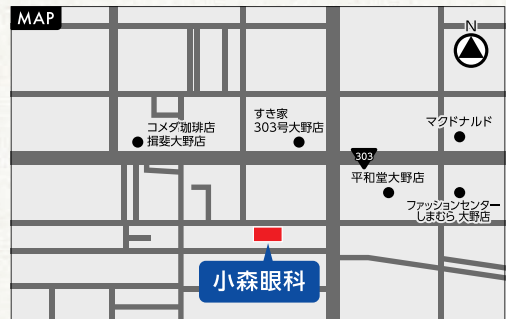 MAP
N
すき家
303号大野店
マクドナルド
コメダ珈琲店
揖斐大野店
303
平和堂大野店
ファッションセンター
しまむら 大野店
小森眼科